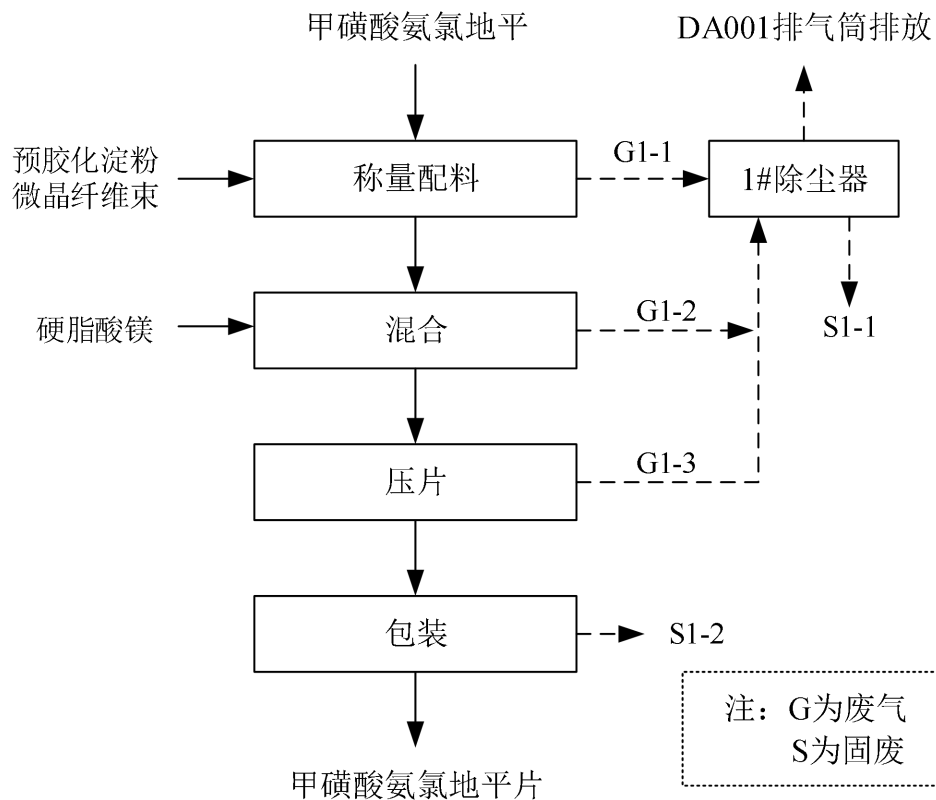 甲磺酸氨氯地平
DA001排气筒排放
预胶化淀粉
微晶纤维束
称量配料
G1-1
1#除尘器
硬脂酸镁
混合
G1-2
S1-1
压片
G1-3
包装
S1-2
注：G为废气
S为固废
甲磺酸氨氯地平片